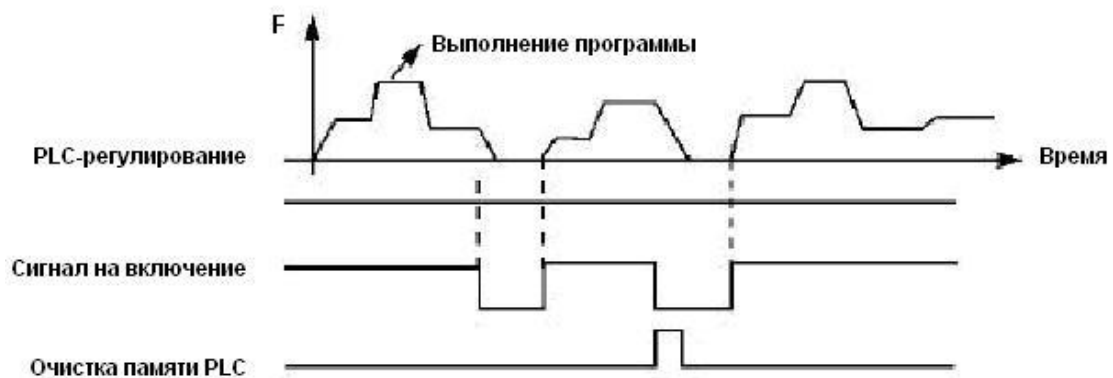 F
Выполнение программы
PLC-регулирование
Время
Сигнал на включение
Очистка памяти PLC